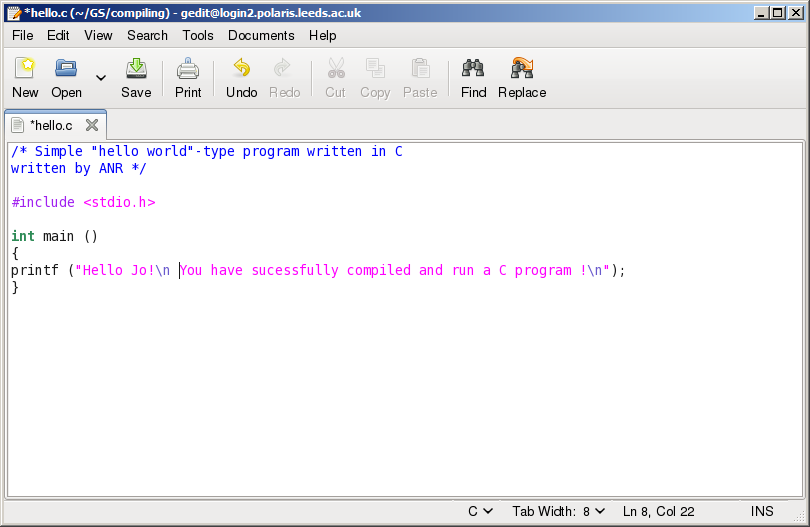 *hello.c (~/GS/compiling) - gedit@login2.polaris.leeds.ac.uk
File Edit View Search Tools Documents Help
New Open Save Print Undo Redo Cut Copy Paste Find Replace
*hello.c
/* Simple "hello world"-type program written in C
written by ANR */
#include <stdio.h>
int main ()
{
printf ("Hello Jo!\n You have sucessfully compiled and run a C program !\n");
}
C Tab Width: 8 Ln 8, Col 22 INS